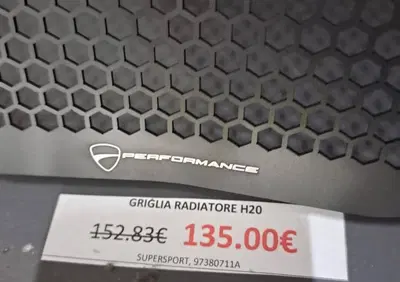 PERFORMANCE
GRIGLIA RADIATORE H20
152.83€ 135.00€
SUPERSPORT, 97380711A